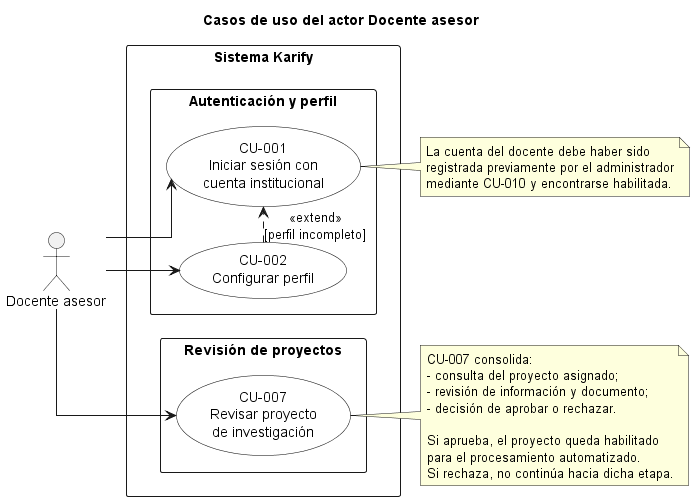 Casos de uso del actor Docente asesor
Sistema Karify
Autenticación y perfil
CU-001
Iniciar sesión con
cuenta institucional
La cuenta del docente debe haber sido
registrada previamente por el administrador
mediante CU-010 y encontrarse habilitada.
«extend»
[perfil incompleto]
CU-002
Configurar perfil
Docente asesor
Revisión de proyectos
CU-007
Revisar proyecto
de investigación
CU-007 consolida:
- consulta del proyecto asignado;
- revisión de información y documento;
- decisión de aprobar o rechazar.
Si aprueba, el proyecto queda habilitado
para el procesamiento automatizado.
Si rechaza, no continúa hacia dicha etapa.